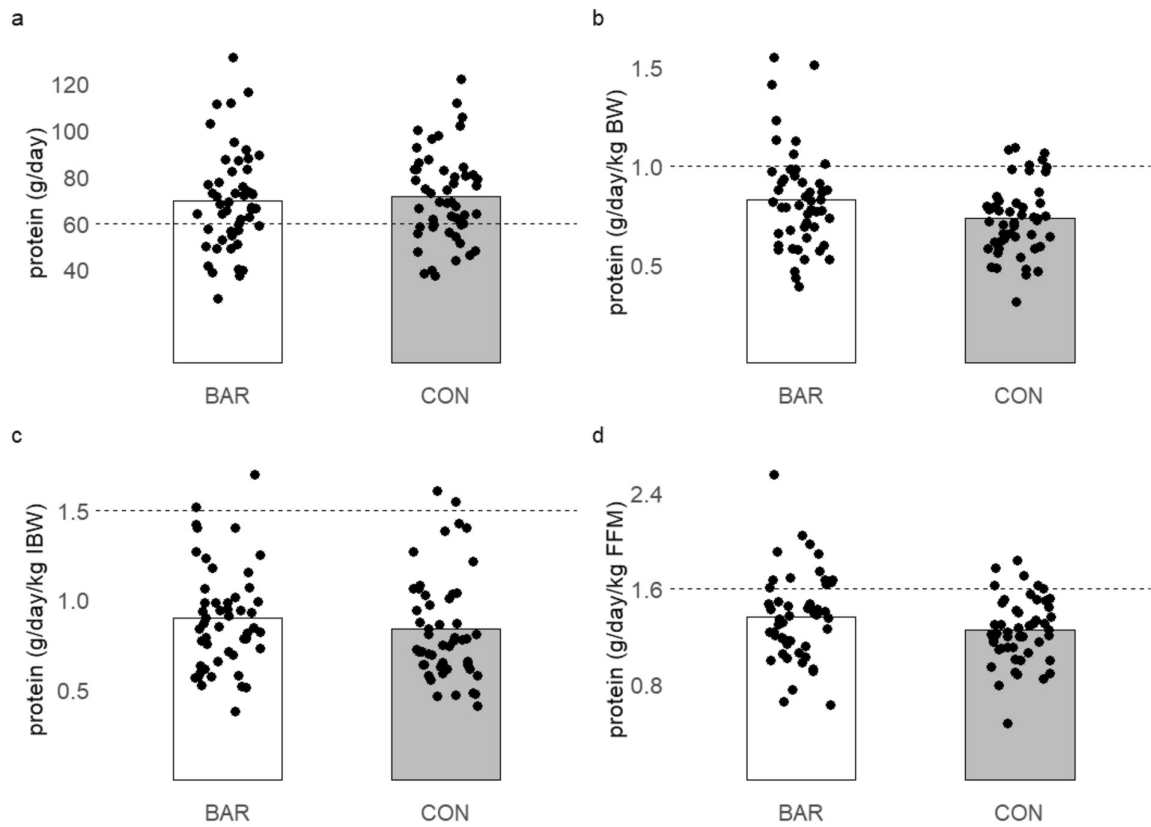 a
protein (g/day)
120
100
80
60
40
BAR CON
b
protein (g/day/kg BW)
1.5
1.0
0.5
BAR CON
c
protein (g/day/kg IBW)
1.5
1.0
0.5
BAR CON
d
protein (g/day/kg FFM)
2.4
1.6
0.8
BAR CON